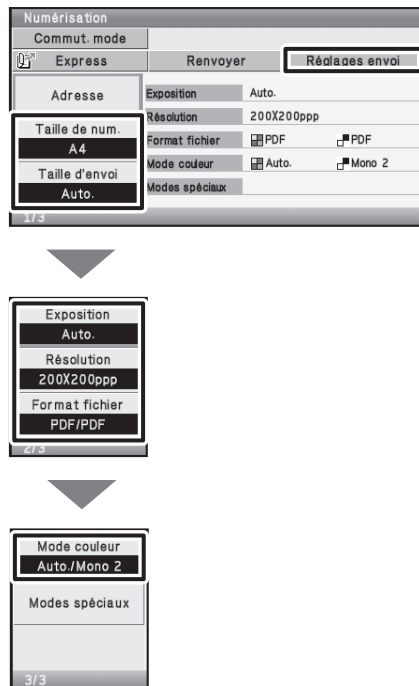 Numérisation
Commut. mode
Express Renvoyer Réglages envoi
Adresse Exposition Auto.
Résolution 200X200ppp
Taille de num. Format fichier PDF PDF
A4
Mode couleur Auto. Mono 2
Taille d'envoi
Auto. Modes spéciaux
1/3
Exposition
Auto.
Résolution
200X200ppp
Format fichier
PDF/PDF
2/3
Mode couleur
Auto./Mono 2
Modes spéciaux
3/3